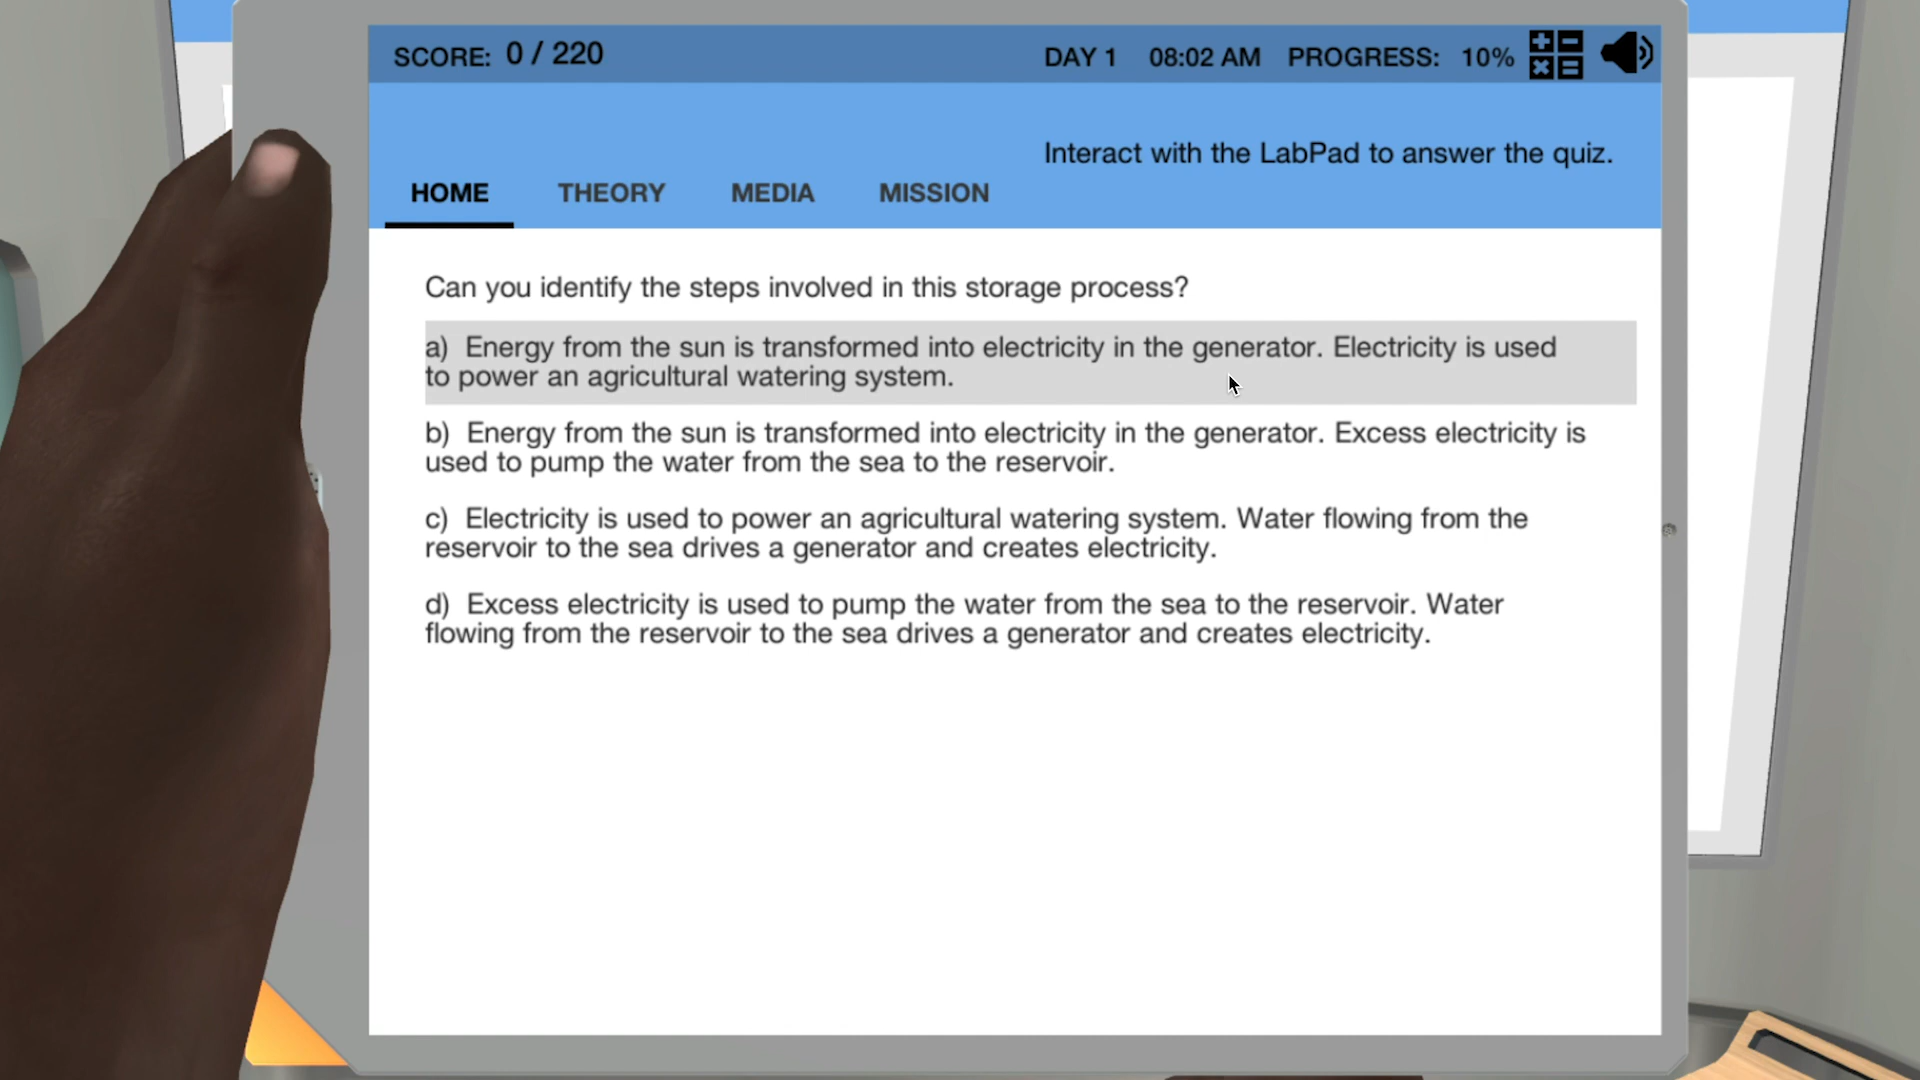 SCORE: 0 / 220 DAY 1 08:02 AM PROGRESS: 10%
Interact with the LabPad to answer the quiz.
HOME THEORY MEDIA MISSION
Can you identify the steps involved in this storage process?
a) Energy from the sun is transformed into electricity in the generator. Electricity is used
to power an agricultural watering system.
b) Energy from the sun is transformed into electricity in the generator. Excess electricity is
used to pump the water from the sea to the reservoir.
c) Electricity is used to power an agricultural watering system. Water flowing from the
reservoir to the sea drives a generator and creates electricity.
d) Excess electricity is used to pump the water from the sea to the reservoir. Water
flowing from the reservoir to the sea drives a generator and creates electricity.